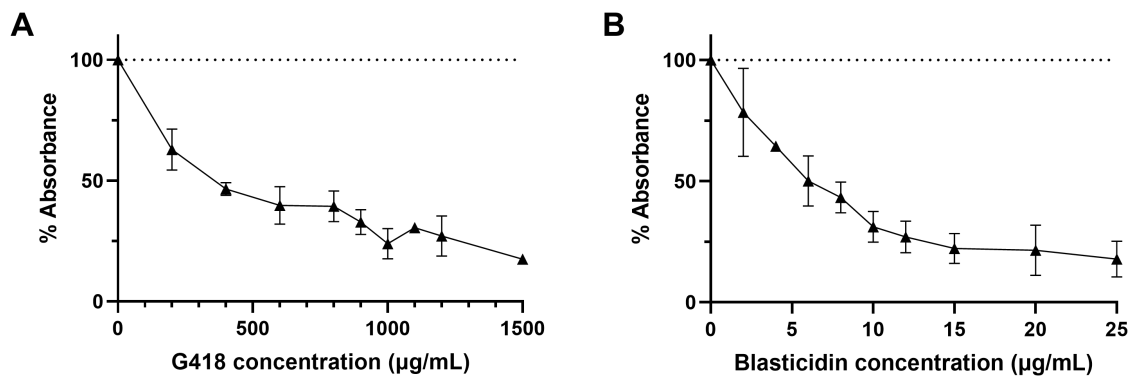 A
% Absorbance
100
50
0
0 500 1000 1500
G418 concentration (µg/mL)
B
% Absorbance
100
50
0
0 5 10 15 20 25
Blasticidin concentration (µg/mL)